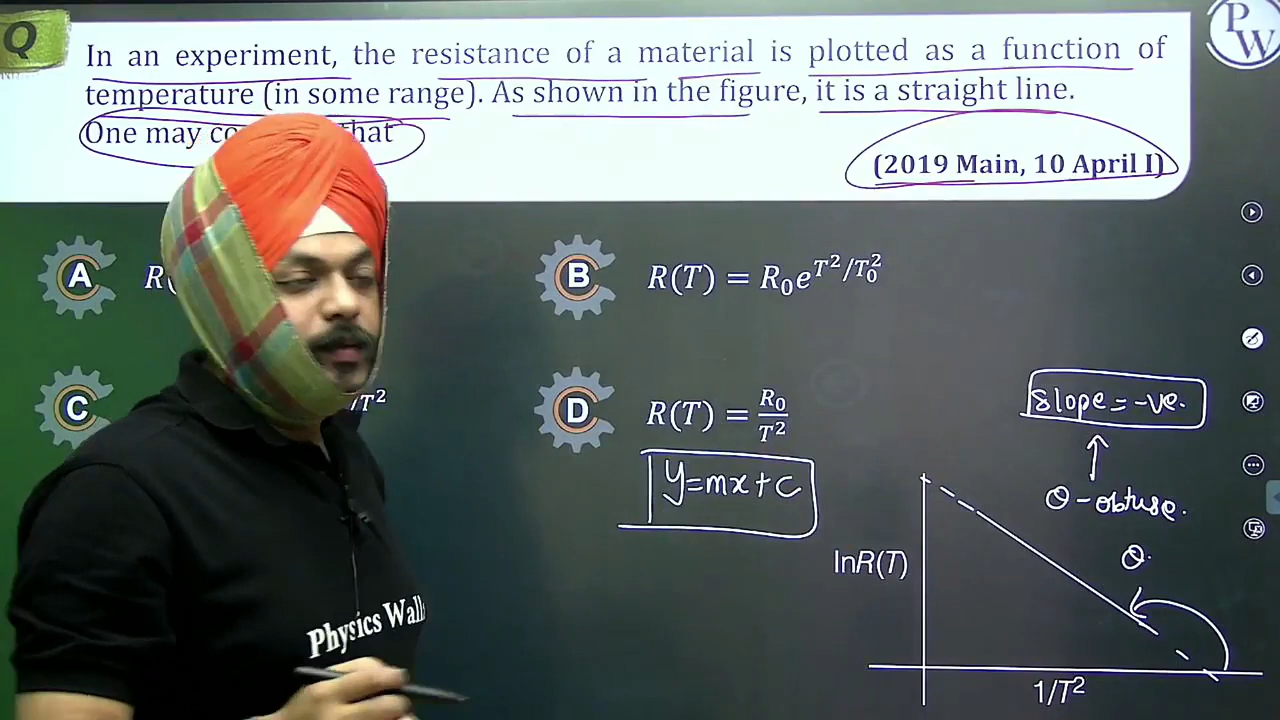 Q
In an experiment, the resistance of a material is plotted as a function of
temperature (in some range). As shown in the figure, it is a straight line.
One may that
(2019 Main, 10 April I)
PW
A
B R(T) = R₀e^{T²/T₀²}
C /T²
D R(T) = R₀/T²
y=mx+c
Slope=-ve.
θ-obtuse.
θ.
lnR(T)
1/T²
Physics Wall